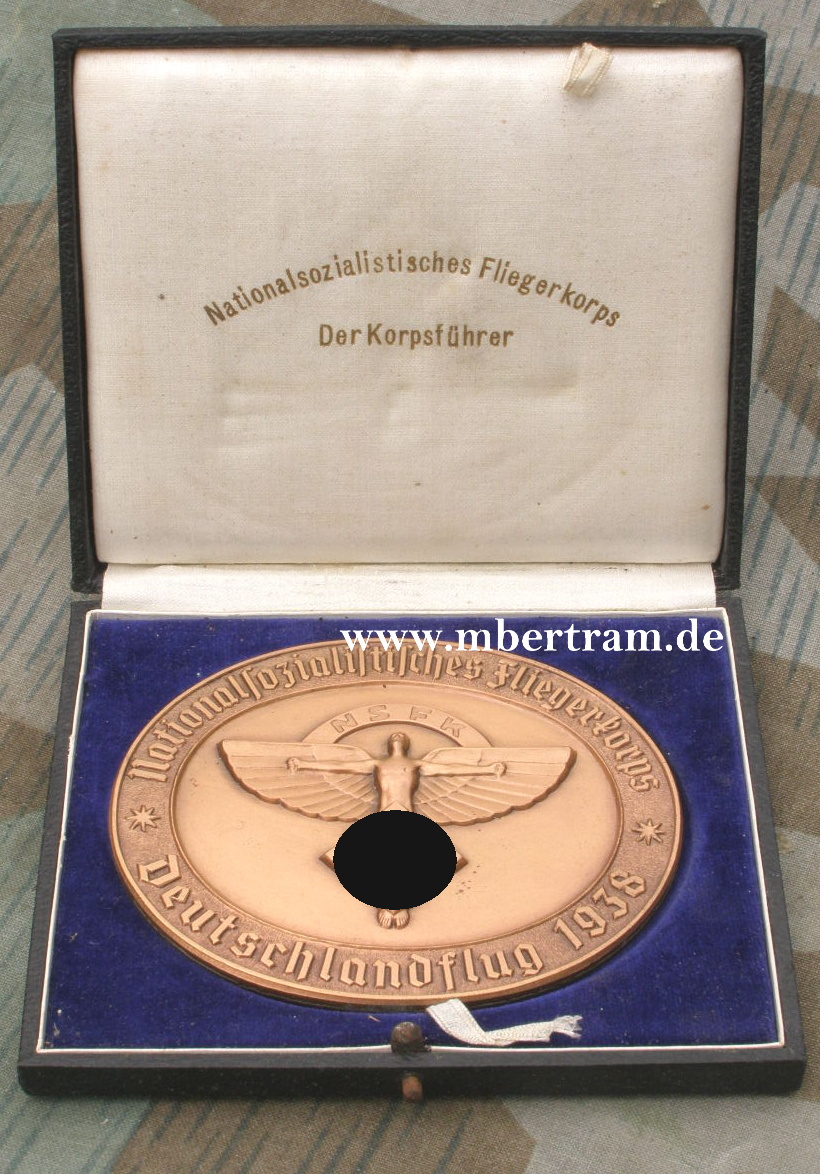 Nationalsozialistisches Fliegerkorps
Der Korpsführer
www.mbertram.de
Nationalsozialistisches Fliegerkorps
NSFK
Deutschlandflug 1938